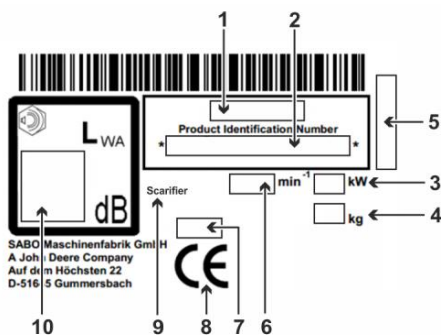 1 2
5
L WA
Product Identification Number
* *
min -1 kW 3
dB
Scarifier
kg 4
SABO Maschinenfabrik GmbH
A John Deere Company
Auf dem Höchsten 22
D-51645 Gummersbach
CE
10 9 8 7 6